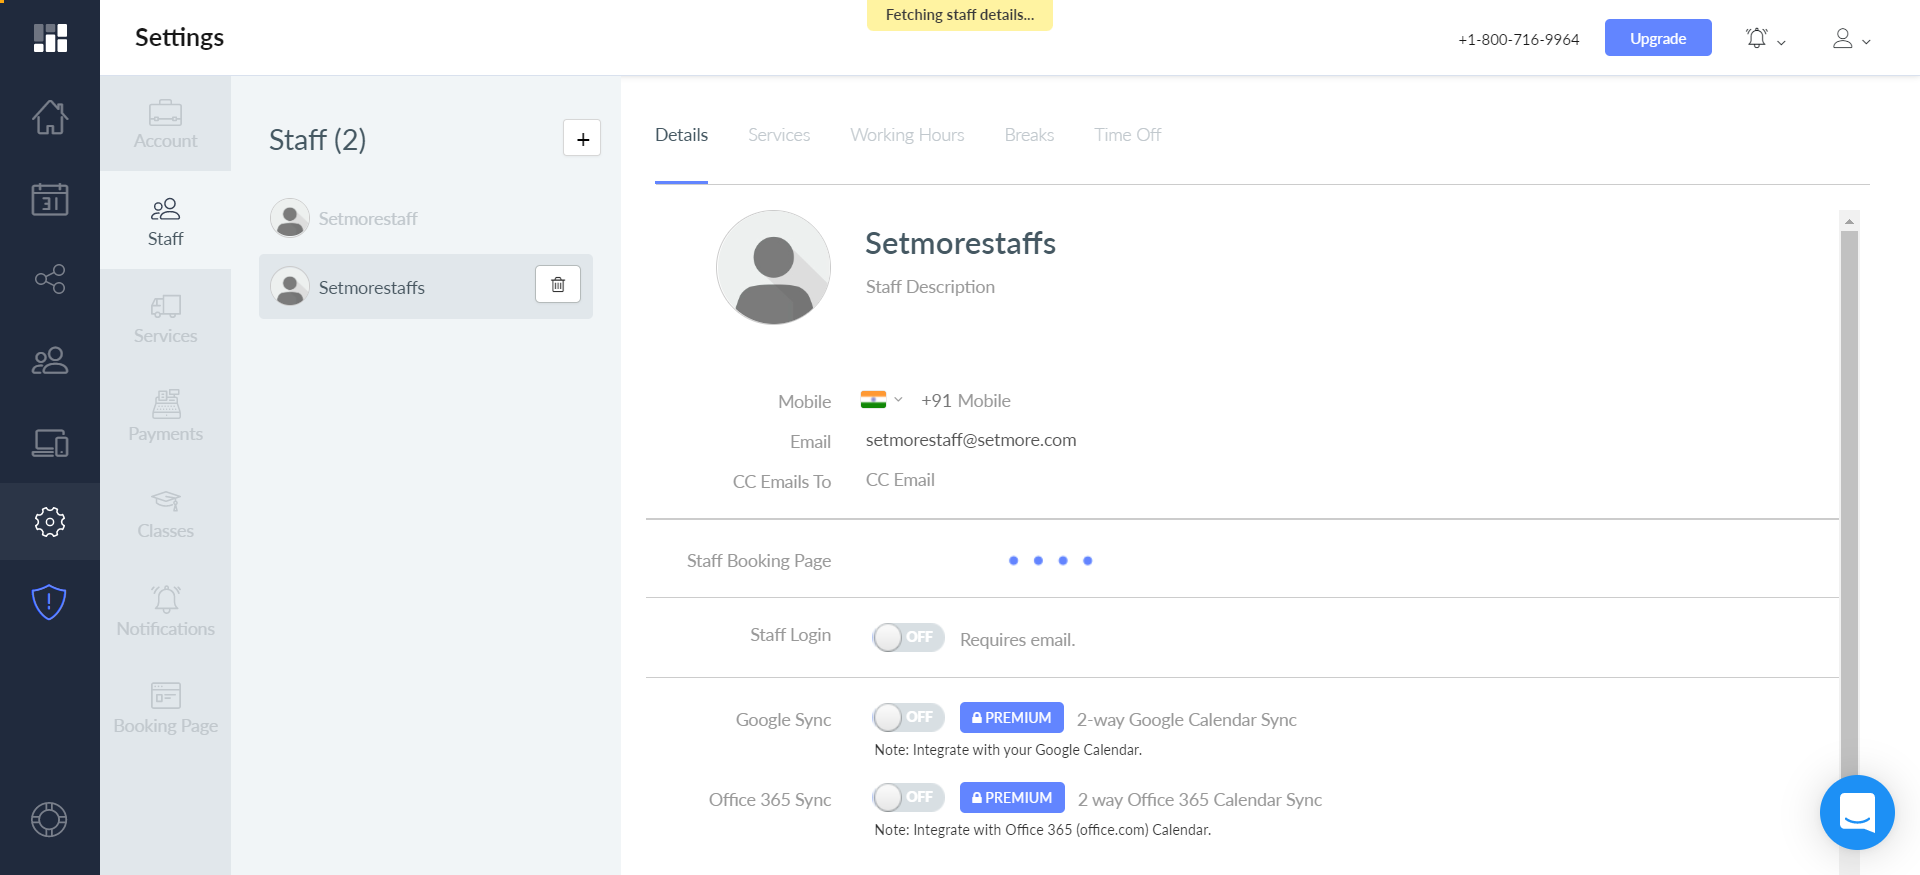 Fetching staff details...
Settings
+1-800-716-9964
Upgrade
31
Account
Staff
Services
Payments
Classes
Notifications
Booking Page
Staff (2)
+
Setmorestaff
Setmorestaffs
Details
Services
Working Hours
Breaks
Time Off
Setmorestaffs
Staff Description
Mobile
+91 Mobile
Email
setmorestaff@setmore.com
CC Emails To
CC Email
Staff Booking Page
Staff Login
OFF
Requires email.
Google Sync
OFF
PREMIUM
2-way Google Calendar Sync
Note: Integrate with your Google Calendar.
Office 365 Sync
OFF
PREMIUM
2 way Office 365 Calendar Sync
Note: Integrate with Office 365 (office.com) Calendar.